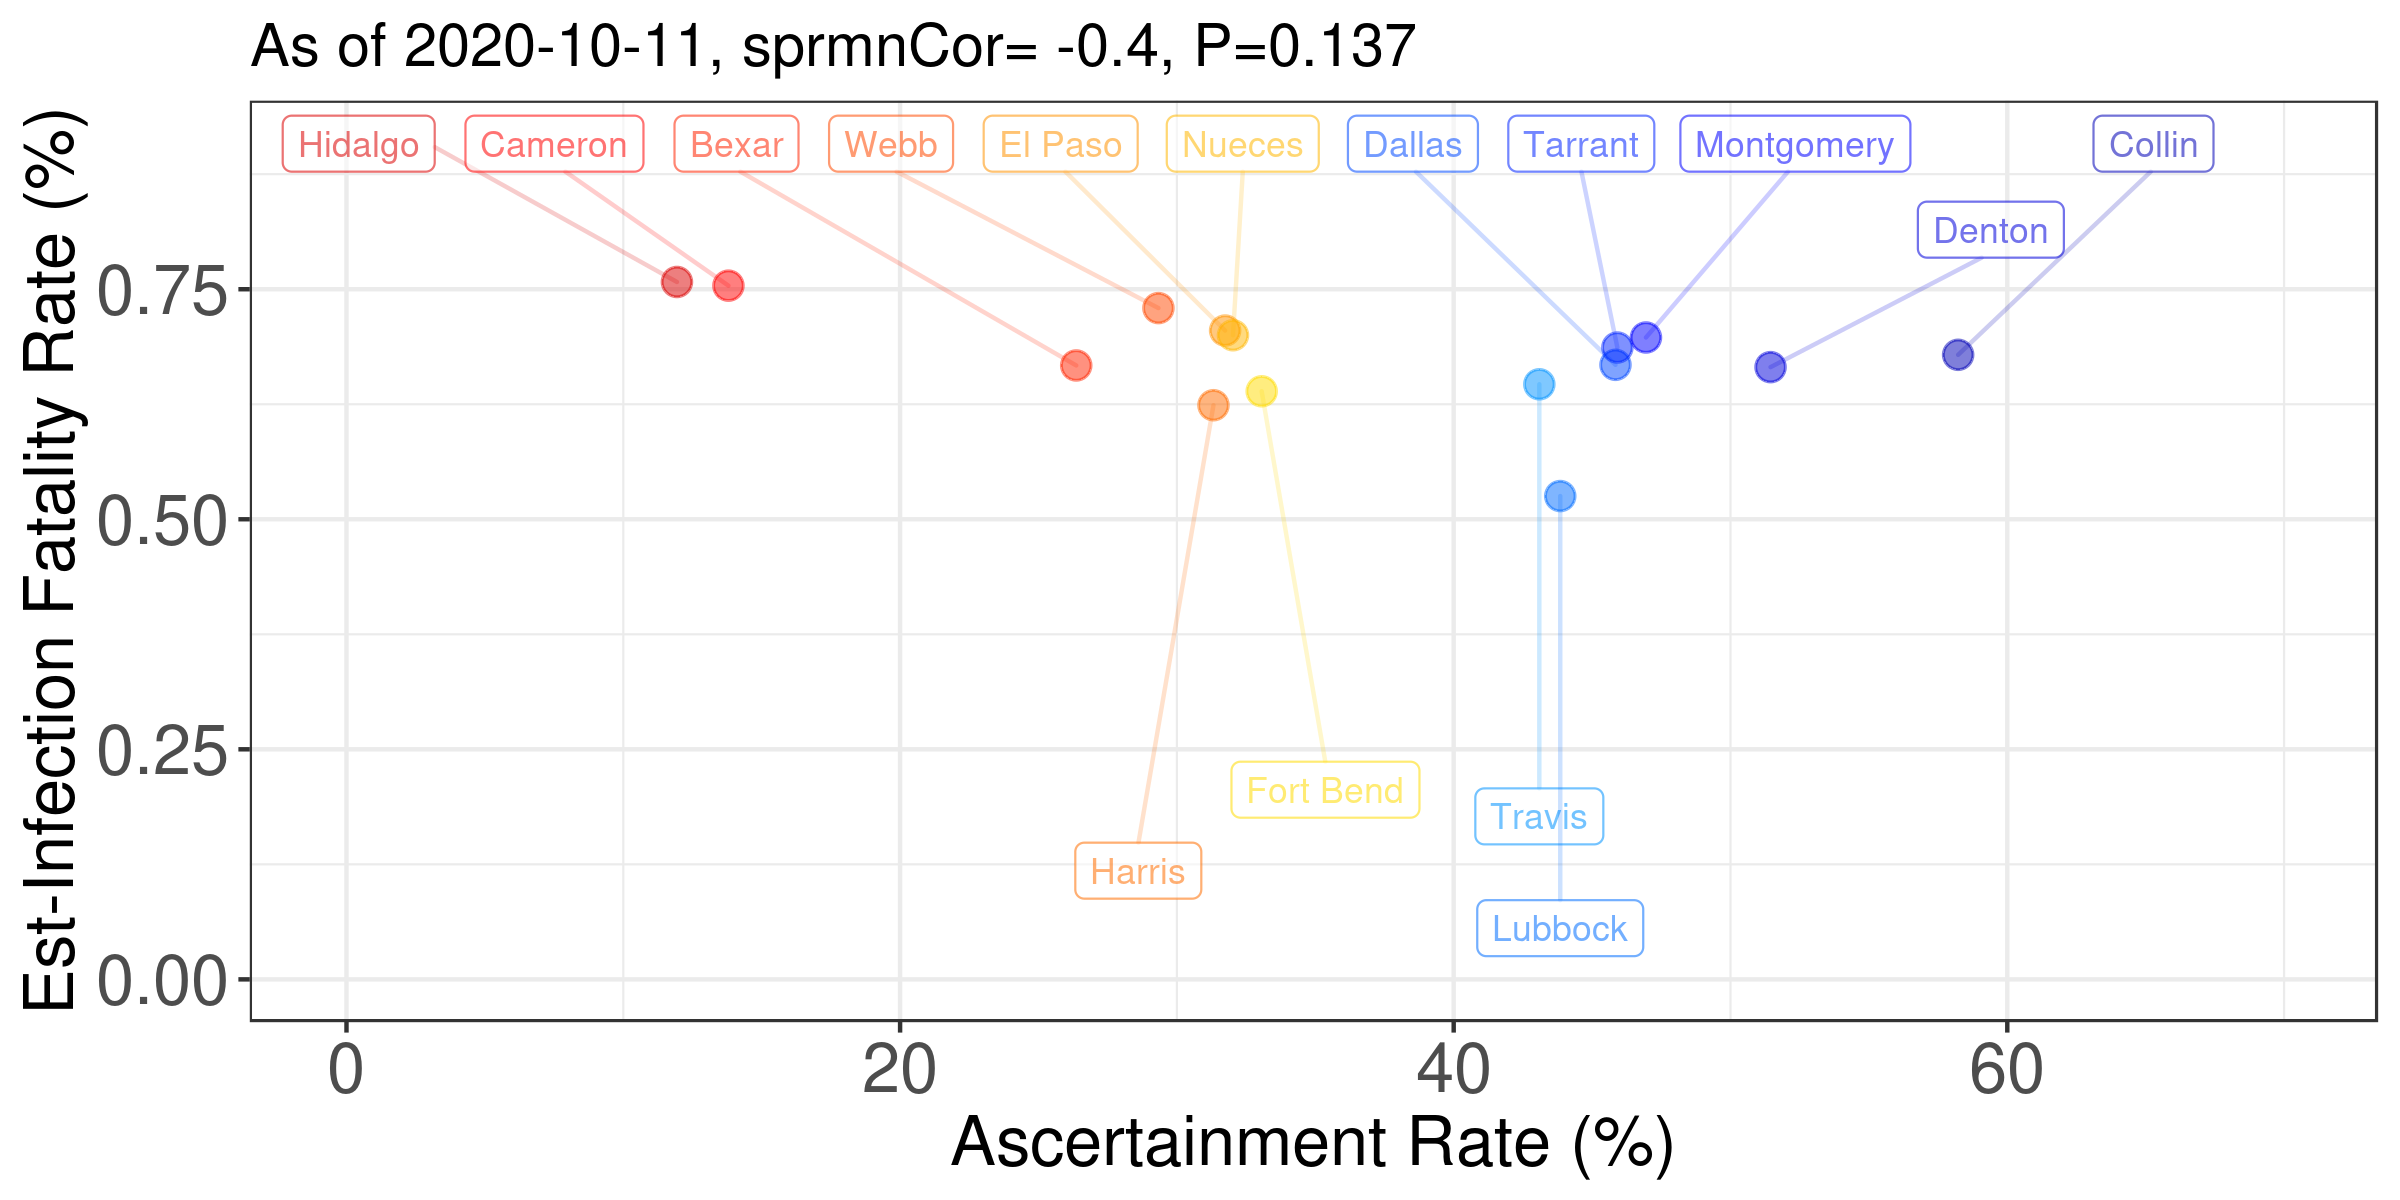 As of 2020-10-11, sprmnCor= -0.4, P=0.137
Est-Infection Fatality Rate (%)
Hidalgo Cameron Bexar Webb El Paso Nueces Dallas Tarrant Montgomery Collin
Denton
0.75
0.50
0.25
Fort Bend
Travis
Harris
Lubbock
0.00
0 20 40 60
Ascertainment Rate (%)